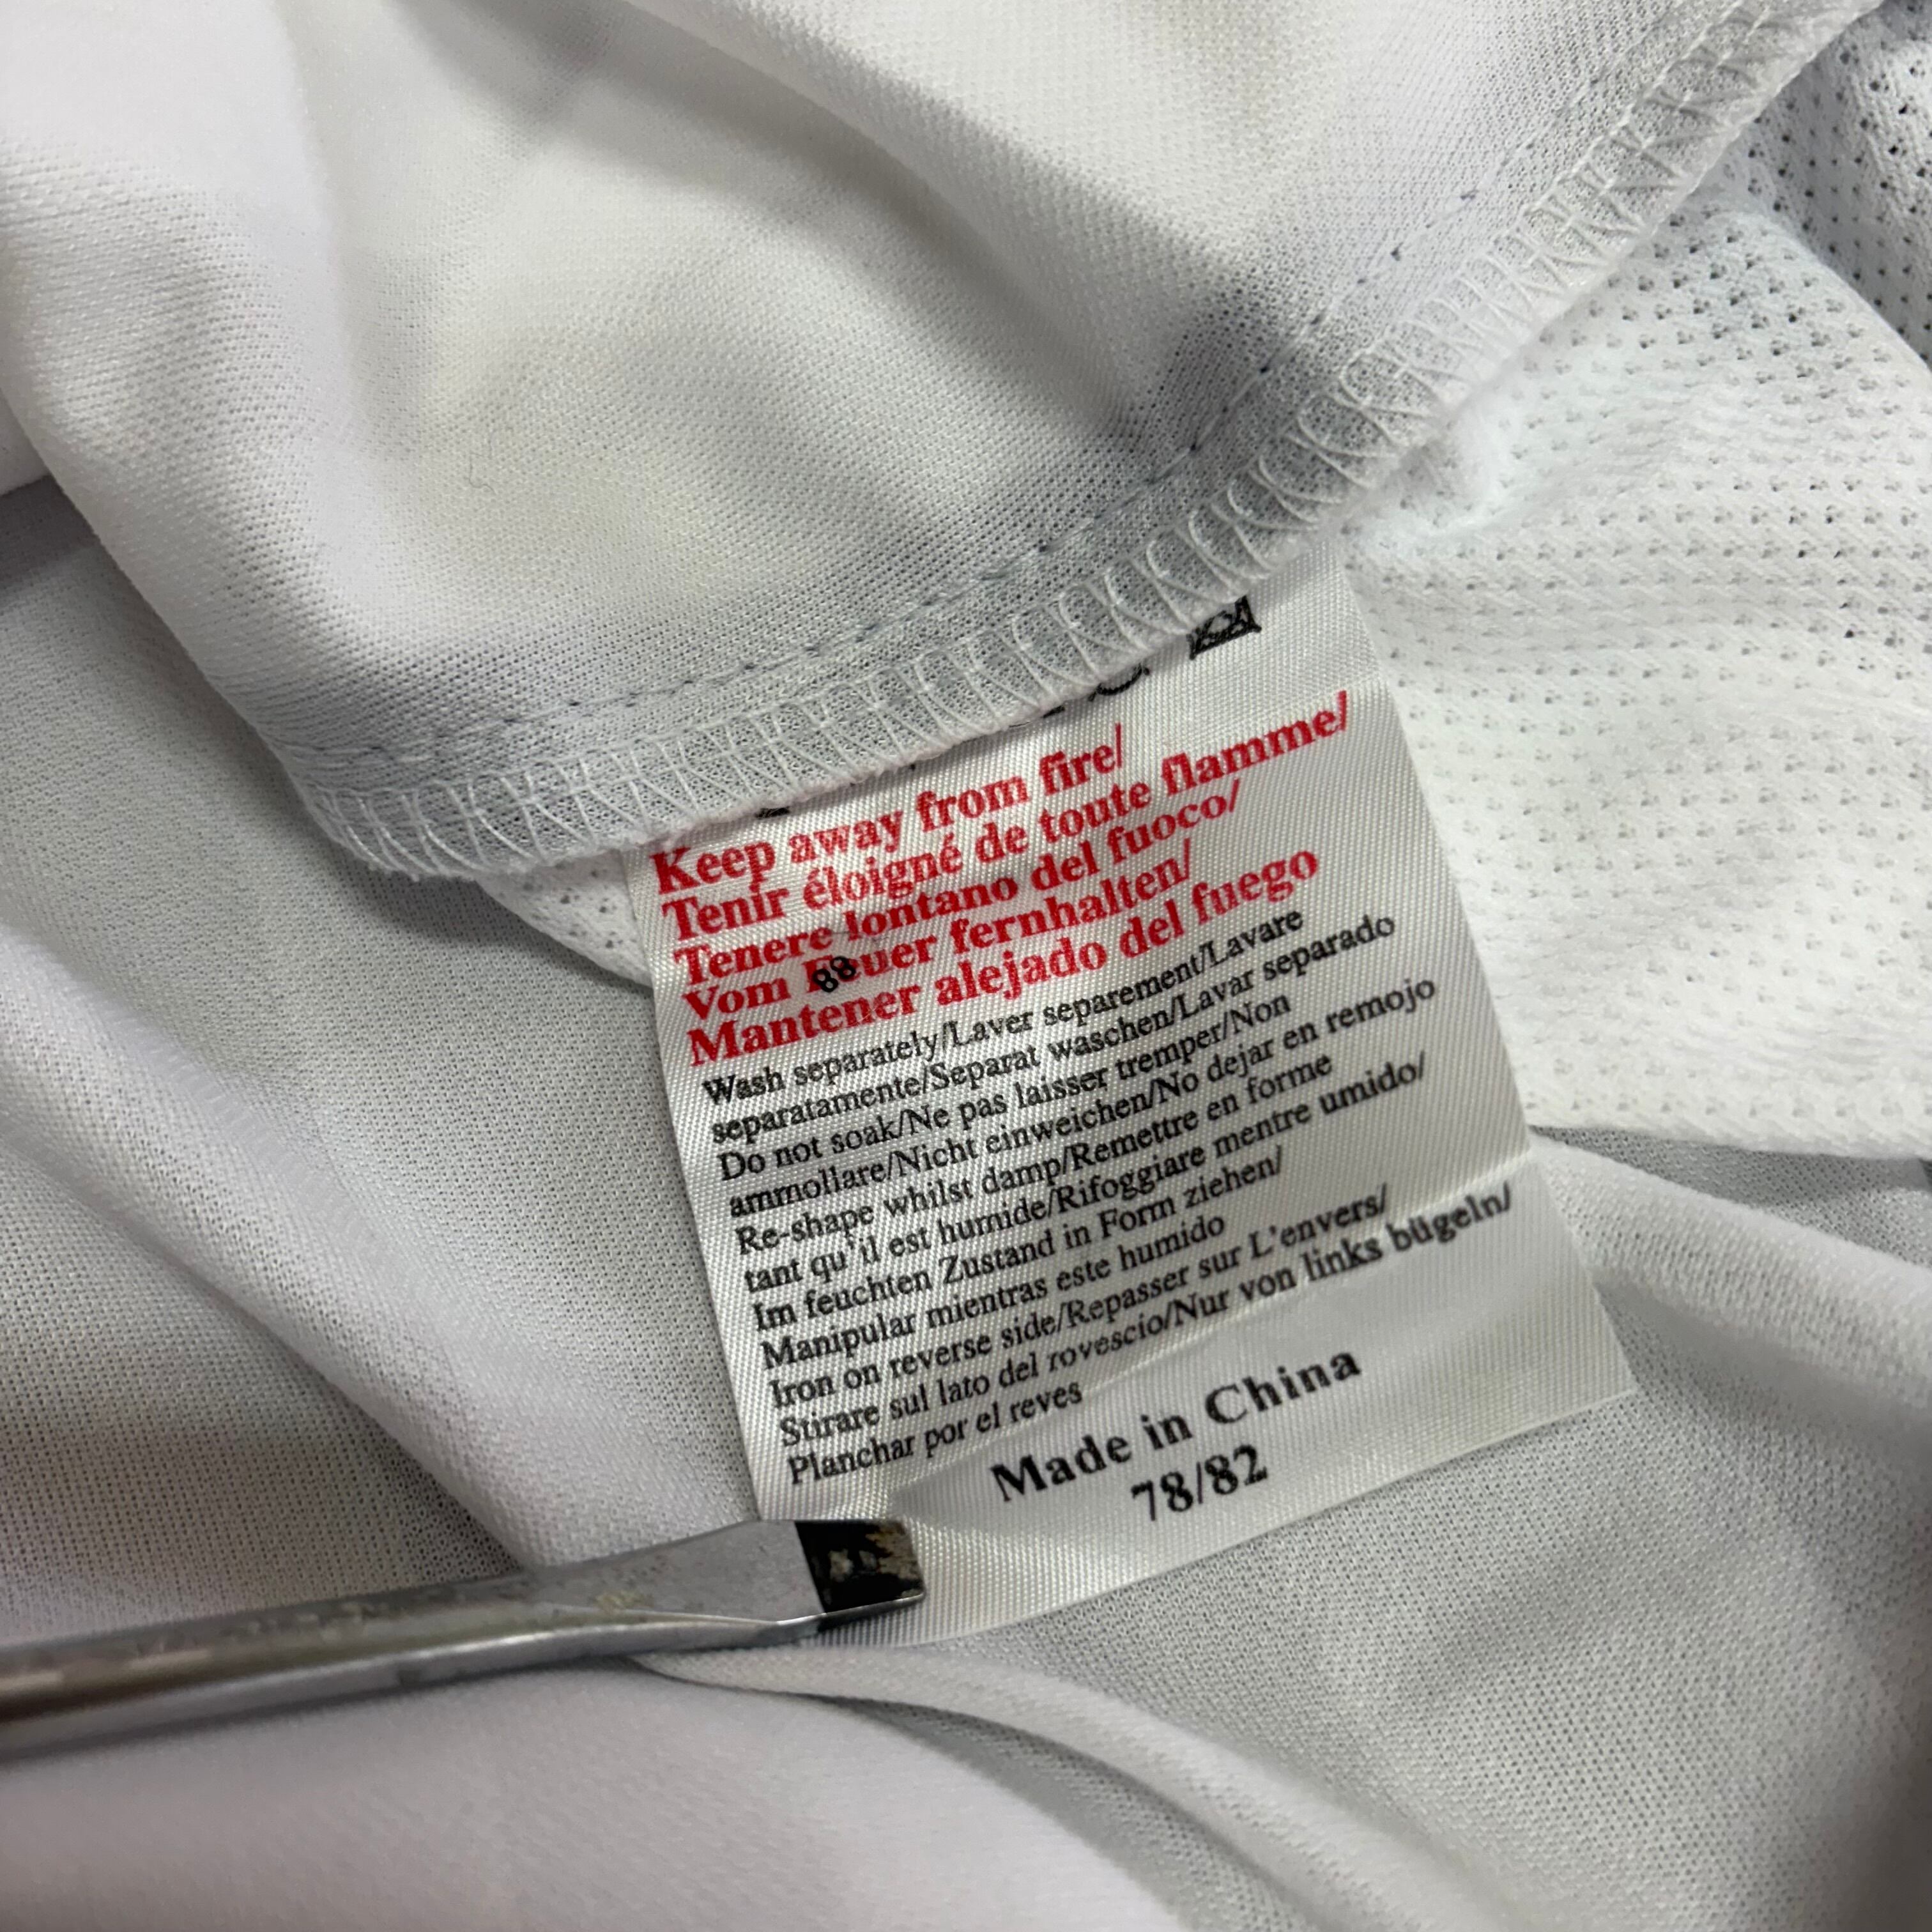 Keep away from fire/
Tenir éloigné de toute flamme/
Tenere lontano del fuoco/
Vom Feuer fernhalten/
88
Mantener alejado del fuego
Wash separately/Laver separement/Lavare
separatamente/Separat waschen/Lavar separado
Do not soak/Ne pas laisser tremper/Non
ammollare/Nicht einweichen/No dejar en remojo
Re-shape whilst damp/Remettre en forme
tant qu'il est humide/Rifoggiare mentre umido/
Im feuchten Zustand in Form ziehen/
Manipular mientras este humido
Iron on reverse side/Repasser sur L'envers/
Stirare sul lato del rovescio/Nur von links bügeln/
Planchar por el reves
Made in China
78/82